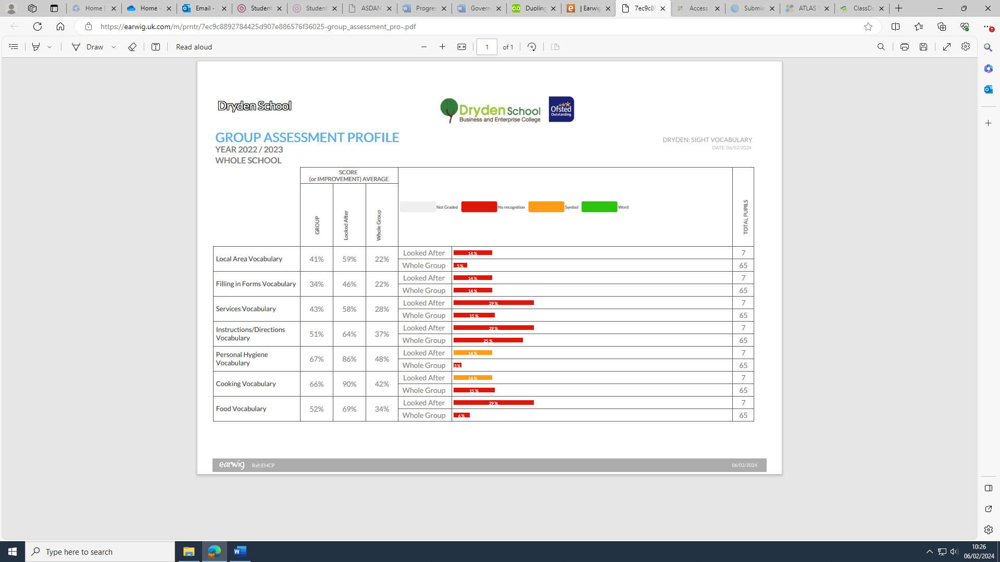 Home |
Home -
Email -
Student
Student
ASDAN
Progres
Govern
Duoling
| Earwig
7ec9c8
Access
Submis
ATLAS
ClassDo
https://earwig.uk.com/m/prntr/7ec9c8892784425d907e886576f36025-group_assessment_pro-.pdf
Draw
Read aloud
1 of 1
Dryden School
Dryden School
Business and Enterprise College
Ofsted
Outstanding
GROUP ASSESSMENT PROFILE
DRYDEN: SIGHT VOCABULARY
YEAR 2022 / 2023
DATE: 06/02/2024
WHOLE SCHOOL
SCORE
(or IMPROVEMENT) AVERAGE
GROUP
Looked After
Whole Group
Not Graded No recognition Symbol Word
TOTAL PUPILS
Local Area Vocabulary 41% 59% 22%
Looked After 14 % 7
Whole Group 5 % 65
Filling in Forms Vocabulary 34% 46% 22%
Looked After 14 % 7
Whole Group 14 % 65
Services Vocabulary 43% 58% 28%
Looked After 29 % 7
Whole Group 15 % 65
Instructions/Directions
Vocabulary
51% 64% 37%
Looked After 29 % 7
Whole Group 25 % 65
Personal Hygiene
Vocabulary
67% 86% 48%
Looked After 14 % 7
Whole Group 3 % 65
Cooking Vocabulary 66% 90% 42%
Looked After 14 % 7
Whole Group 15 % 65
Food Vocabulary 52% 69% 34%
Looked After 29 % 7
Whole Group 6 % 65
earwig Ref:EHCP 06/02/2024
Type here to search
10:26
06/02/2024